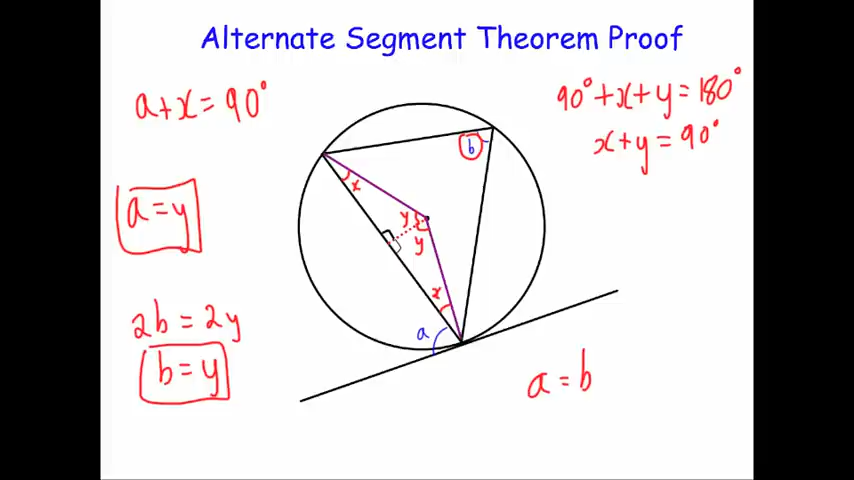 Alternate Segment Theorem Proof
a+x=90°
90°+x+y=180°
x+y=90°
b
x
a=y
y
y
x
a
2b=2y
b=y
a=b